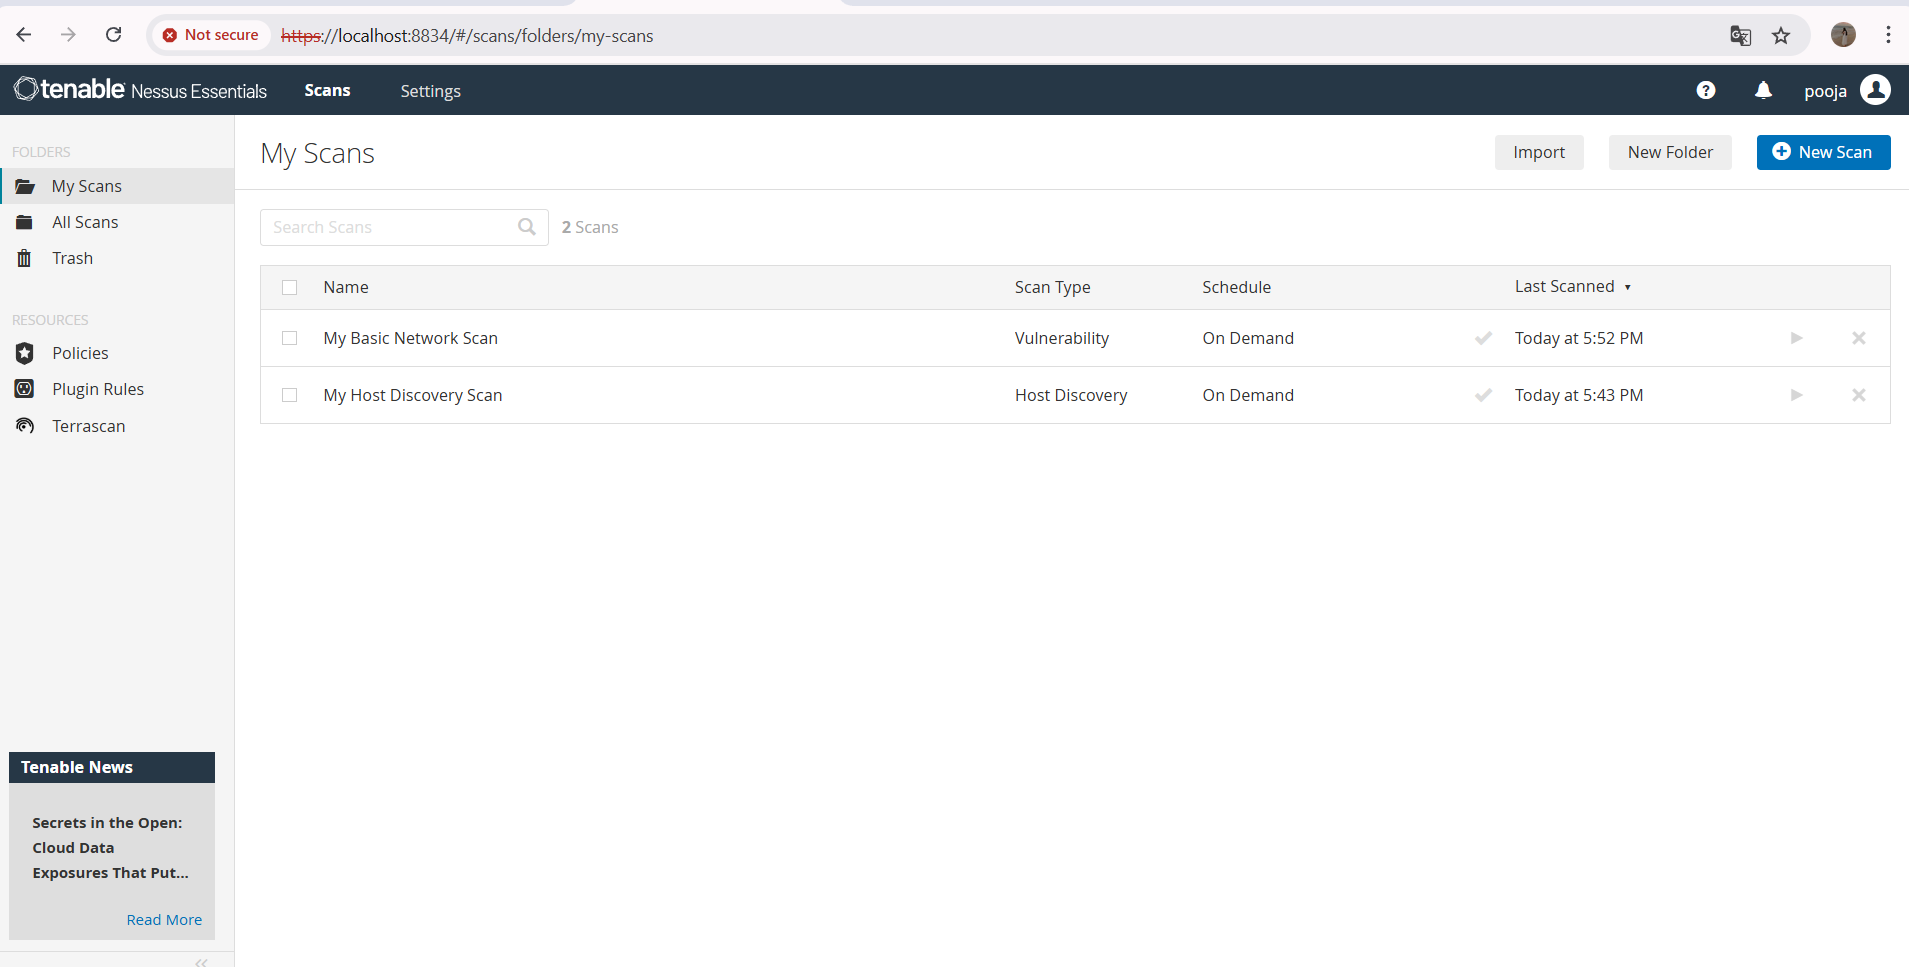 Not secure https://localhost:8834/#/scans/folders/my-scans
tenable Nessus Essentials Scans Settings ? pooja
FOLDERS
My Scans
All Scans
Trash
RESOURCES
Policies
Plugin Rules
Terrascan
Tenable News
Secrets in the Open:
Cloud Data
Exposures That Put...
Read More
My Scans
Import New Folder New Scan
Search Scans 2 Scans
Name Scan Type Schedule Last Scanned
My Basic Network Scan Vulnerability On Demand Today at 5:52 PM
My Host Discovery Scan Host Discovery On Demand Today at 5:43 PM